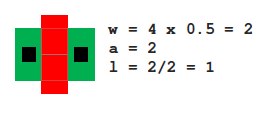 w = 4 x 0.5 = 2
a = 2
l = 2/2 = 1